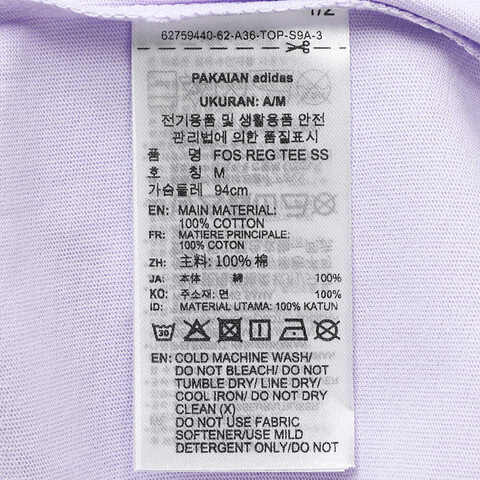 1/2
62759440-62-A36-TOP-S9A-3
PAKAIAN adidas
UKURAN: A/M
전기용품 및 생활용품 안전
관리법에 의한 품질표시
품 명 FOS REG TEE SS
호 칭 M
가슴둘레 94cm
EN: MAIN MATERIAL:
100% COTTON
FR: MATIERE PRINCIPALE:
100% COTON
ZH: 主料: 100% 棉
JA: 本体 綿 100%
KO: 주소재: 면 100%
ID: MATERIAL UTAMA: 100% KATUN
30
EN: COLD MACHINE WASH/
DO NOT BLEACH/ DO NOT
TUMBLE DRY/ LINE DRY/
COOL IRON/ DO NOT DRY
CLEAN (X)
DO NOT USE FABRIC
SOFTENER/USE MILD
DETERGENT ONLY/DO NOT